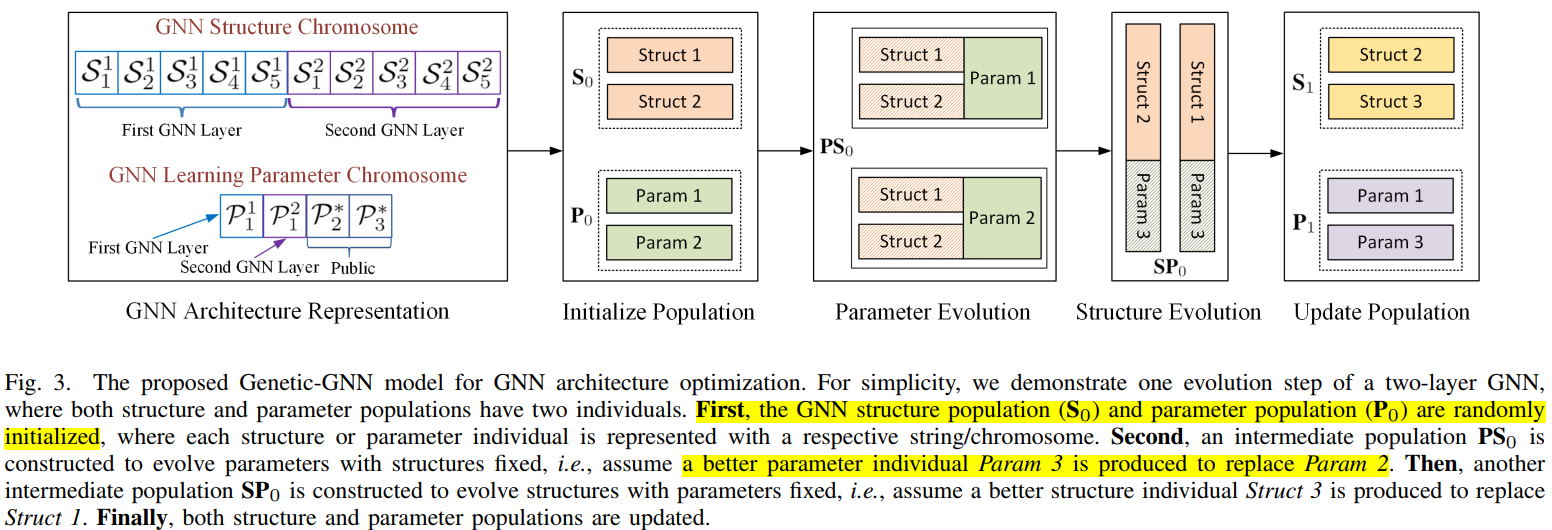 GNN Structure Chromosome
S₁¹ S₂¹ S₃¹ S₄¹ S₅¹ S₁² S₂² S₃² S₄² S₅²
First GNN Layer
Second GNN Layer
GNN Learning Parameter Chromosome
P₁¹ P₁² P₂* P₃*
First GNN Layer
Second GNN Layer
Public
GNN Architecture Representation
S₀
Struct 1
Struct 2
P₀
Param 1
Param 2
Initialize Population
PS₀
Struct 1
Struct 2
Param 1
Struct 1
Struct 2
Param 2
Parameter Evolution
Struct 2
Param 3
Struct 1
Param 3
SP₀
Structure Evolution
S₁
Struct 2
Struct 3
P₁
Param 1
Param 3
Update Population
Fig. 3. The proposed Genetic-GNN model for GNN architecture optimization. For simplicity, we demonstrate one evolution step of a two-layer GNN,
where both structure and parameter populations have two individuals. First, the GNN structure population (S₀) and parameter population (P₀) are randomly
initialized, where each structure or parameter individual is represented with a respective string/chromosome. Second, an intermediate population PS₀ is
constructed to evolve parameters with structures fixed, i.e., assume a better parameter individual Param 3 is produced to replace Param 2. Then, another
intermediate population SP₀ is constructed to evolve structures with parameters fixed, i.e., assume a better structure individual Struct 3 is produced to replace
Struct 1. Finally, both structure and parameter populations are updated.